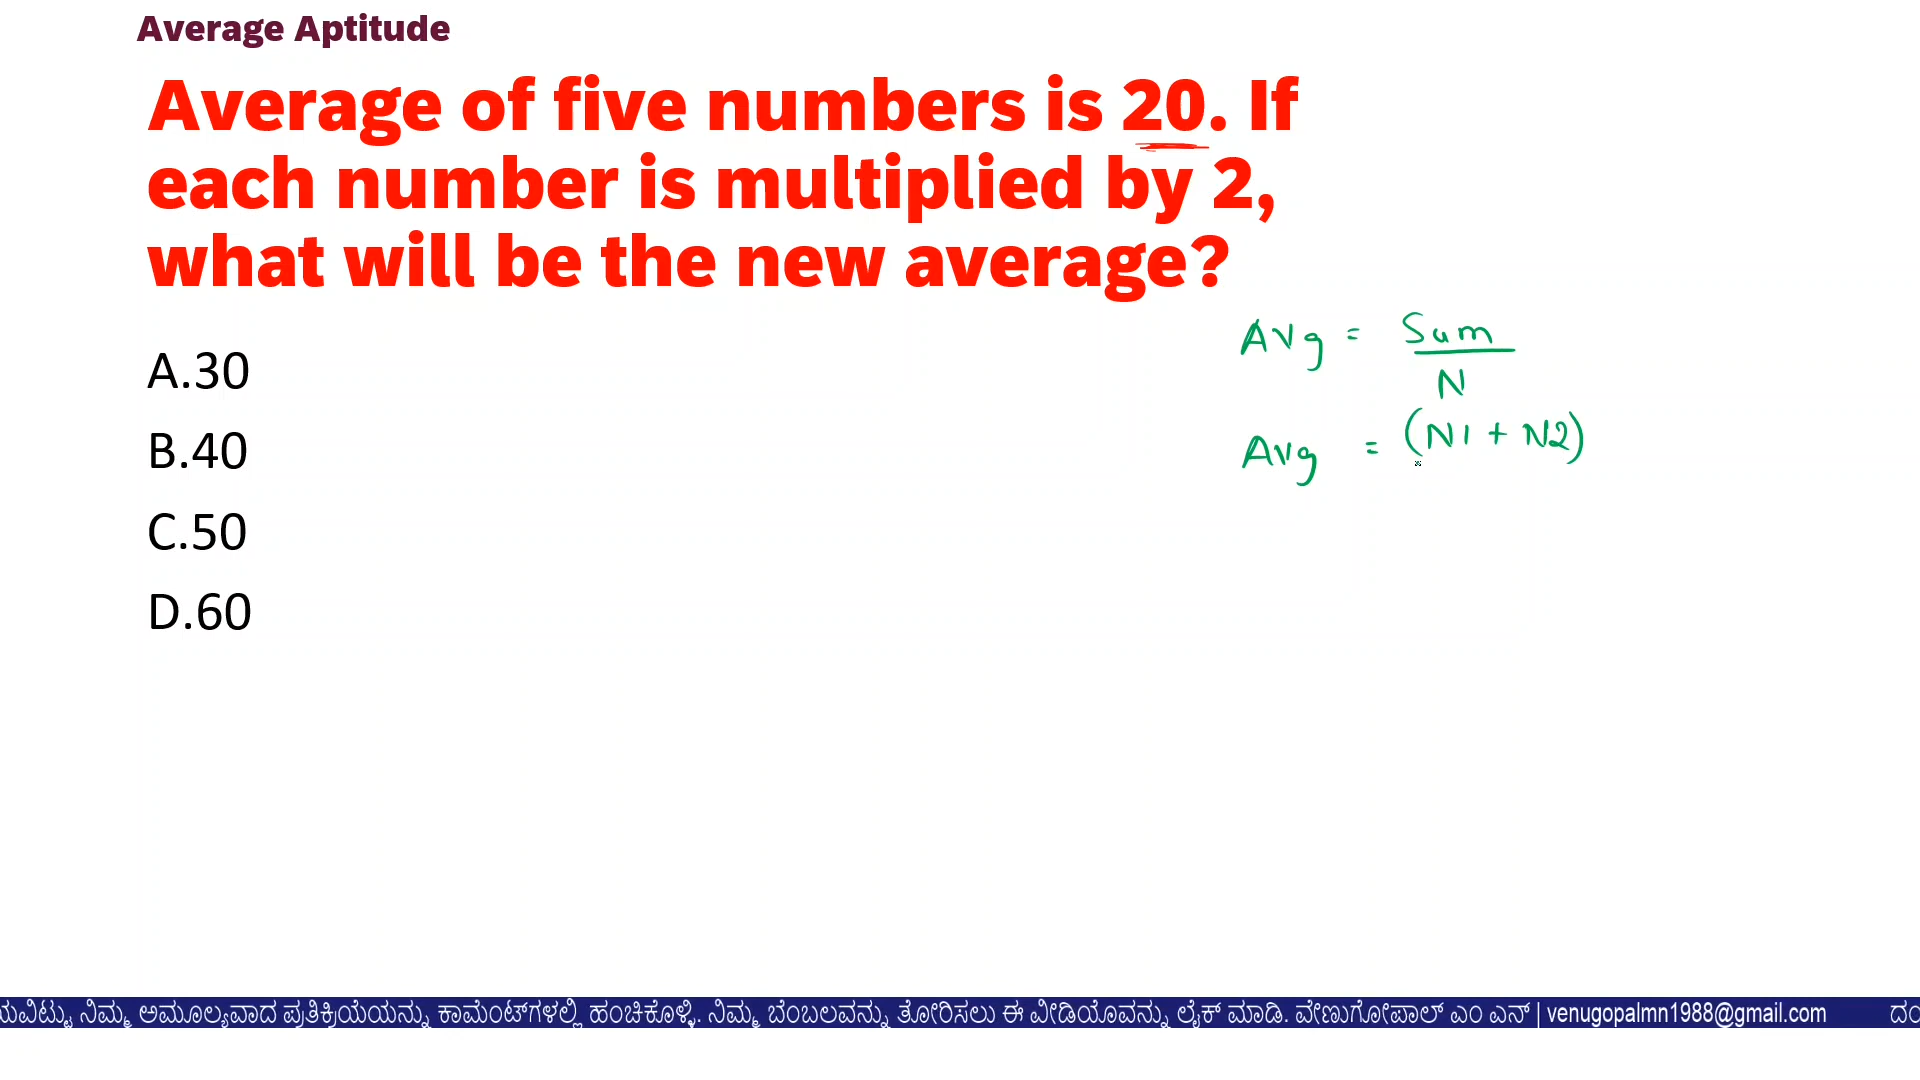 Average Aptitude
Average of five numbers is 20. If
each number is multiplied by 2,
what will be the new average?
Avg = Sum
N
A.30
Avg = (N1 + N2)
B.40
C.50
D.60
ನಿಮ್ಮ ಅಮೂಲ್ಯವಾದ ಪ್ರತಿಕ್ರಿಯೆಯನ್ನು ಕಾಮೆಂಟ್‌ಗಳಲ್ಲಿ ಹಂಚಿಕೊಳ್ಳಿ. ನಿಮ್ಮ ಬೆಂಬಲವನ್ನು ತೋರಿಸಲು ಈ ವೀಡಿಯೊವನ್ನು ಲೈಕ್ ಮಾಡಿ. ವೇಣುಗೋಪಾಲ್ ಎಂ ಎನ್ | venugopalmn1988@gmail.com